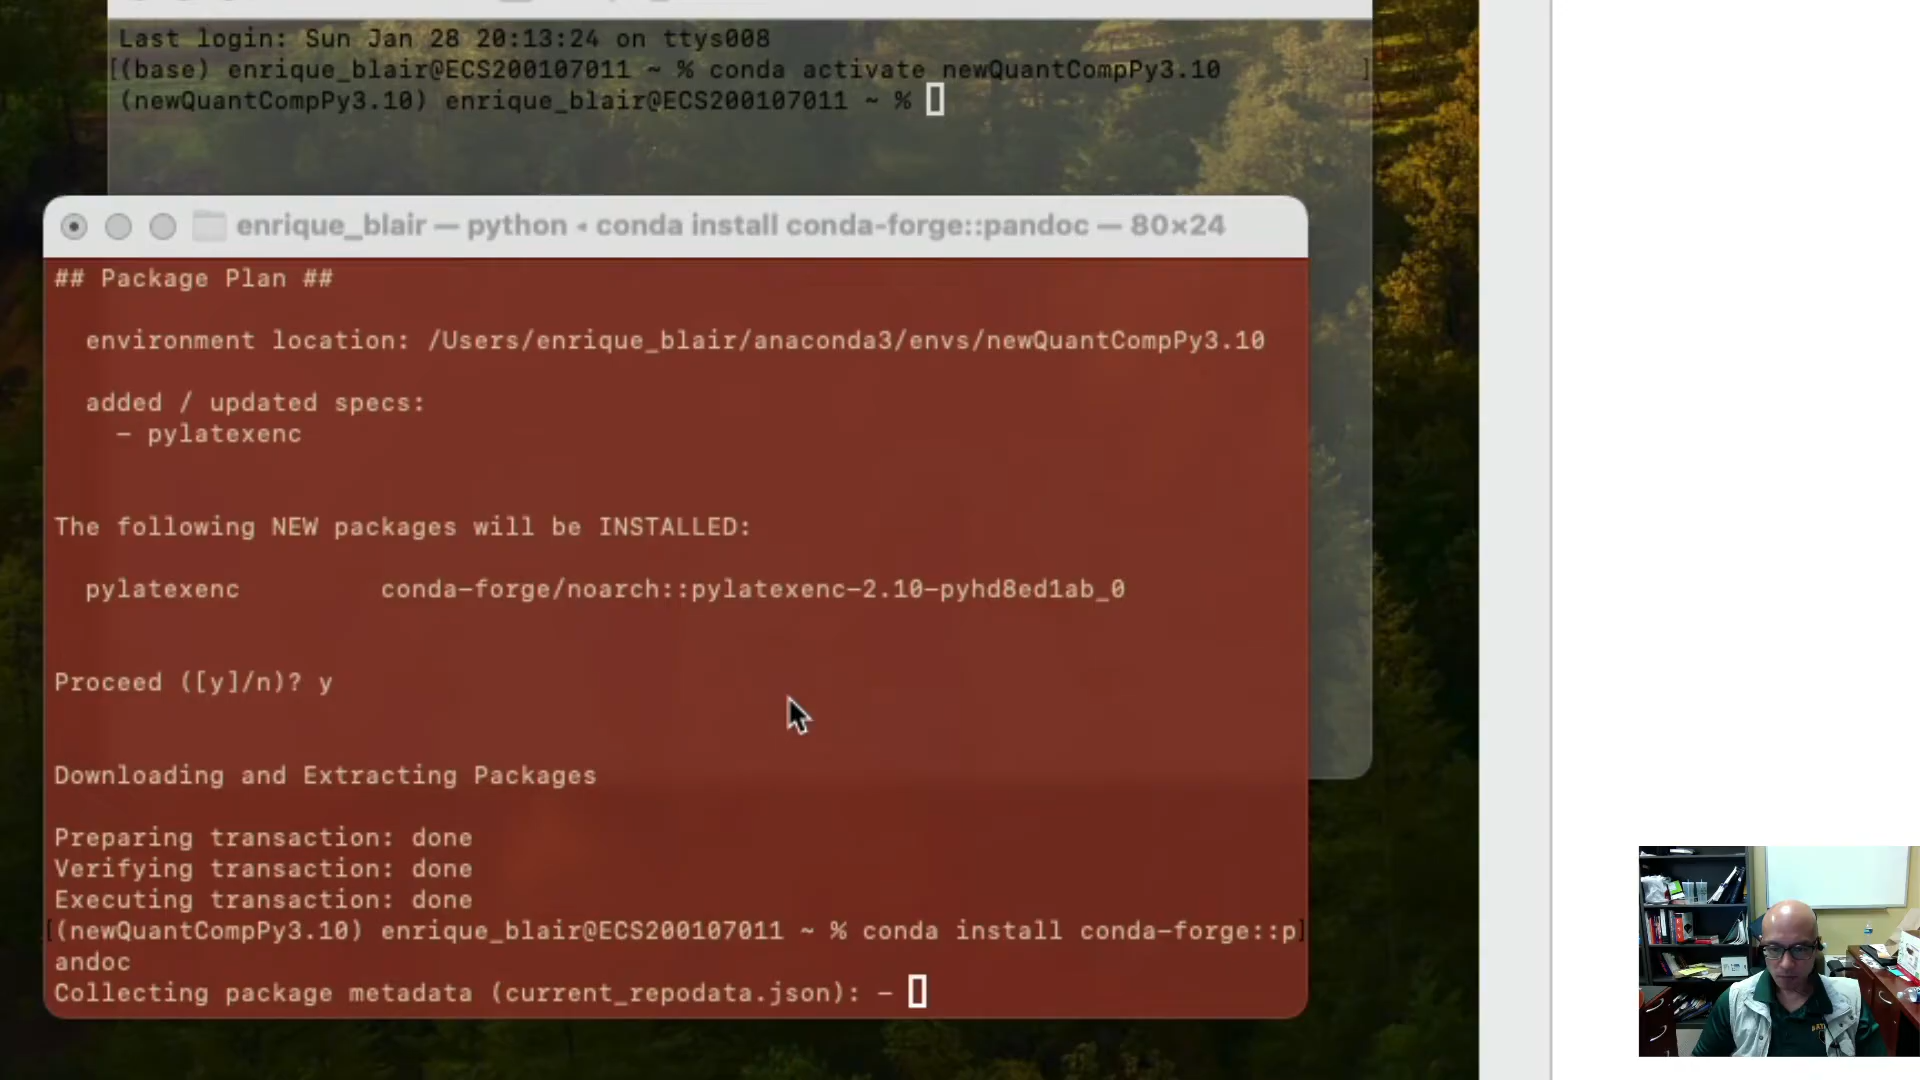 Last login: Sun Jan 28 20:13:24 on ttys008
[(base) enrique_blair@ECS200107011 ~ % conda activate newQuantCompPy3.10 ]
(newQuantCompPy3.10) enrique_blair@ECS200107011 ~ %
enrique_blair — python ◂ conda install conda-forge::pandoc — 80×24
## Package Plan ##
environment location: /Users/enrique_blair/anaconda3/envs/newQuantCompPy3.10
added / updated specs:
- pylatexenc
The following NEW packages will be INSTALLED:
pylatexenc conda-forge/noarch::pylatexenc-2.10-pyhd8ed1ab_0
Proceed ([y]/n)? y
Downloading and Extracting Packages
Preparing transaction: done
Verifying transaction: done
Executing transaction: done
[(newQuantCompPy3.10) enrique_blair@ECS200107011 ~ % conda install conda-forge::p]
andoc
Collecting package metadata (current_repodata.json): -